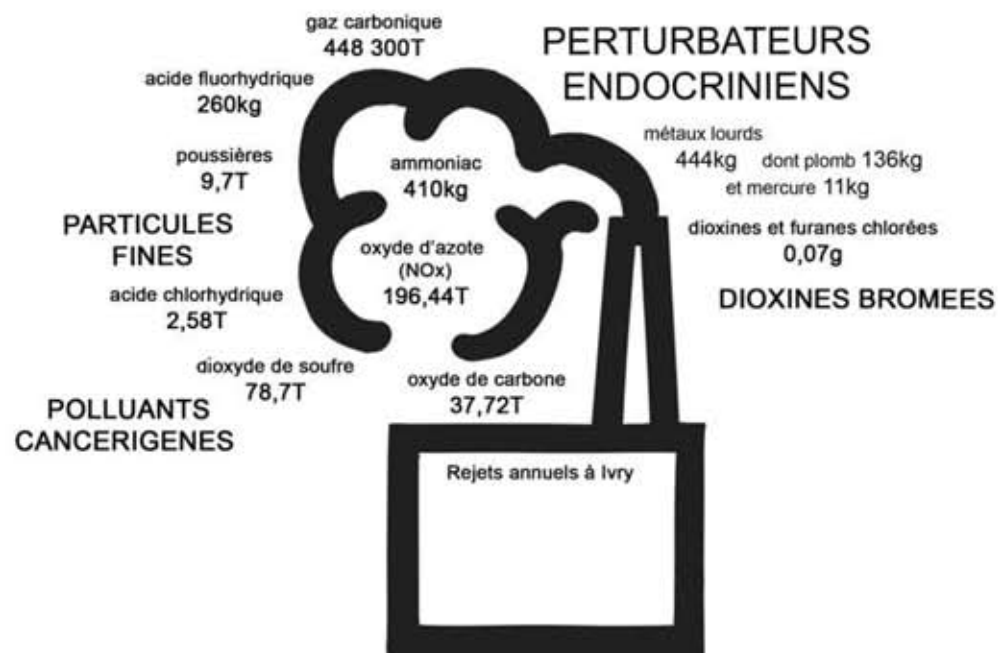 gaz carbonique
448 300T
PERTURBATEURS
ENDOCRINIENS
acide fluorhydrique
260kg
métaux lourds
444kg dont plomb 136kg
et mercure 11kg
poussières
9,7T
ammoniac
410kg
PARTICULES
FINES
dioxines et furanes chlorées
0,07g
oxyde d'azote
(NOx)
196,44T
acide chlorhydrique
2,58T
DIOXINES BROMEES
dioxyde de soufre
78,7T
oxyde de carbone
37,72T
POLLUANTS
CANCERIGENES
Rejets annuels à Ivry